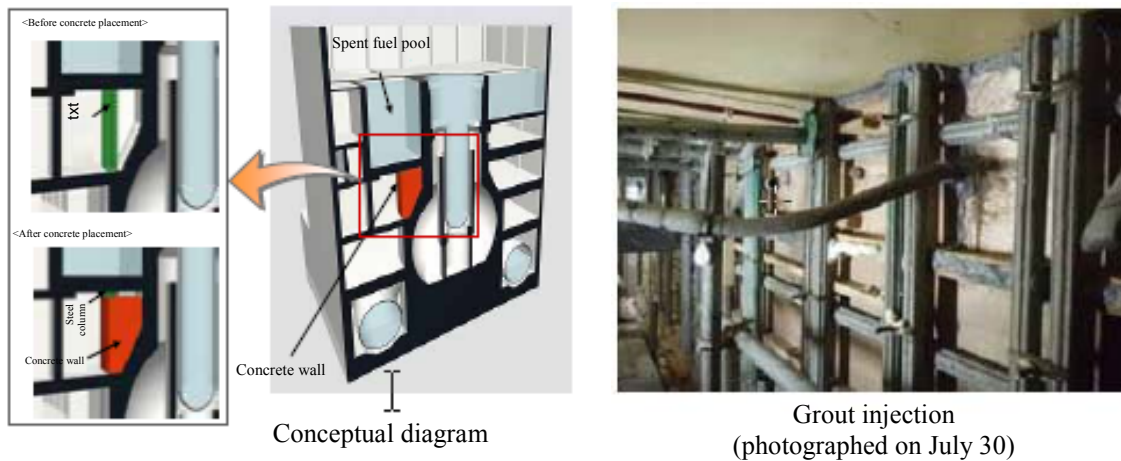 <Before concrete placement>
txt
<After concrete placement>
Steel
column
Concrete wall
Spent fuel pool
Concrete wall
Conceptual diagram
Grout injection
(photographed on July 30)